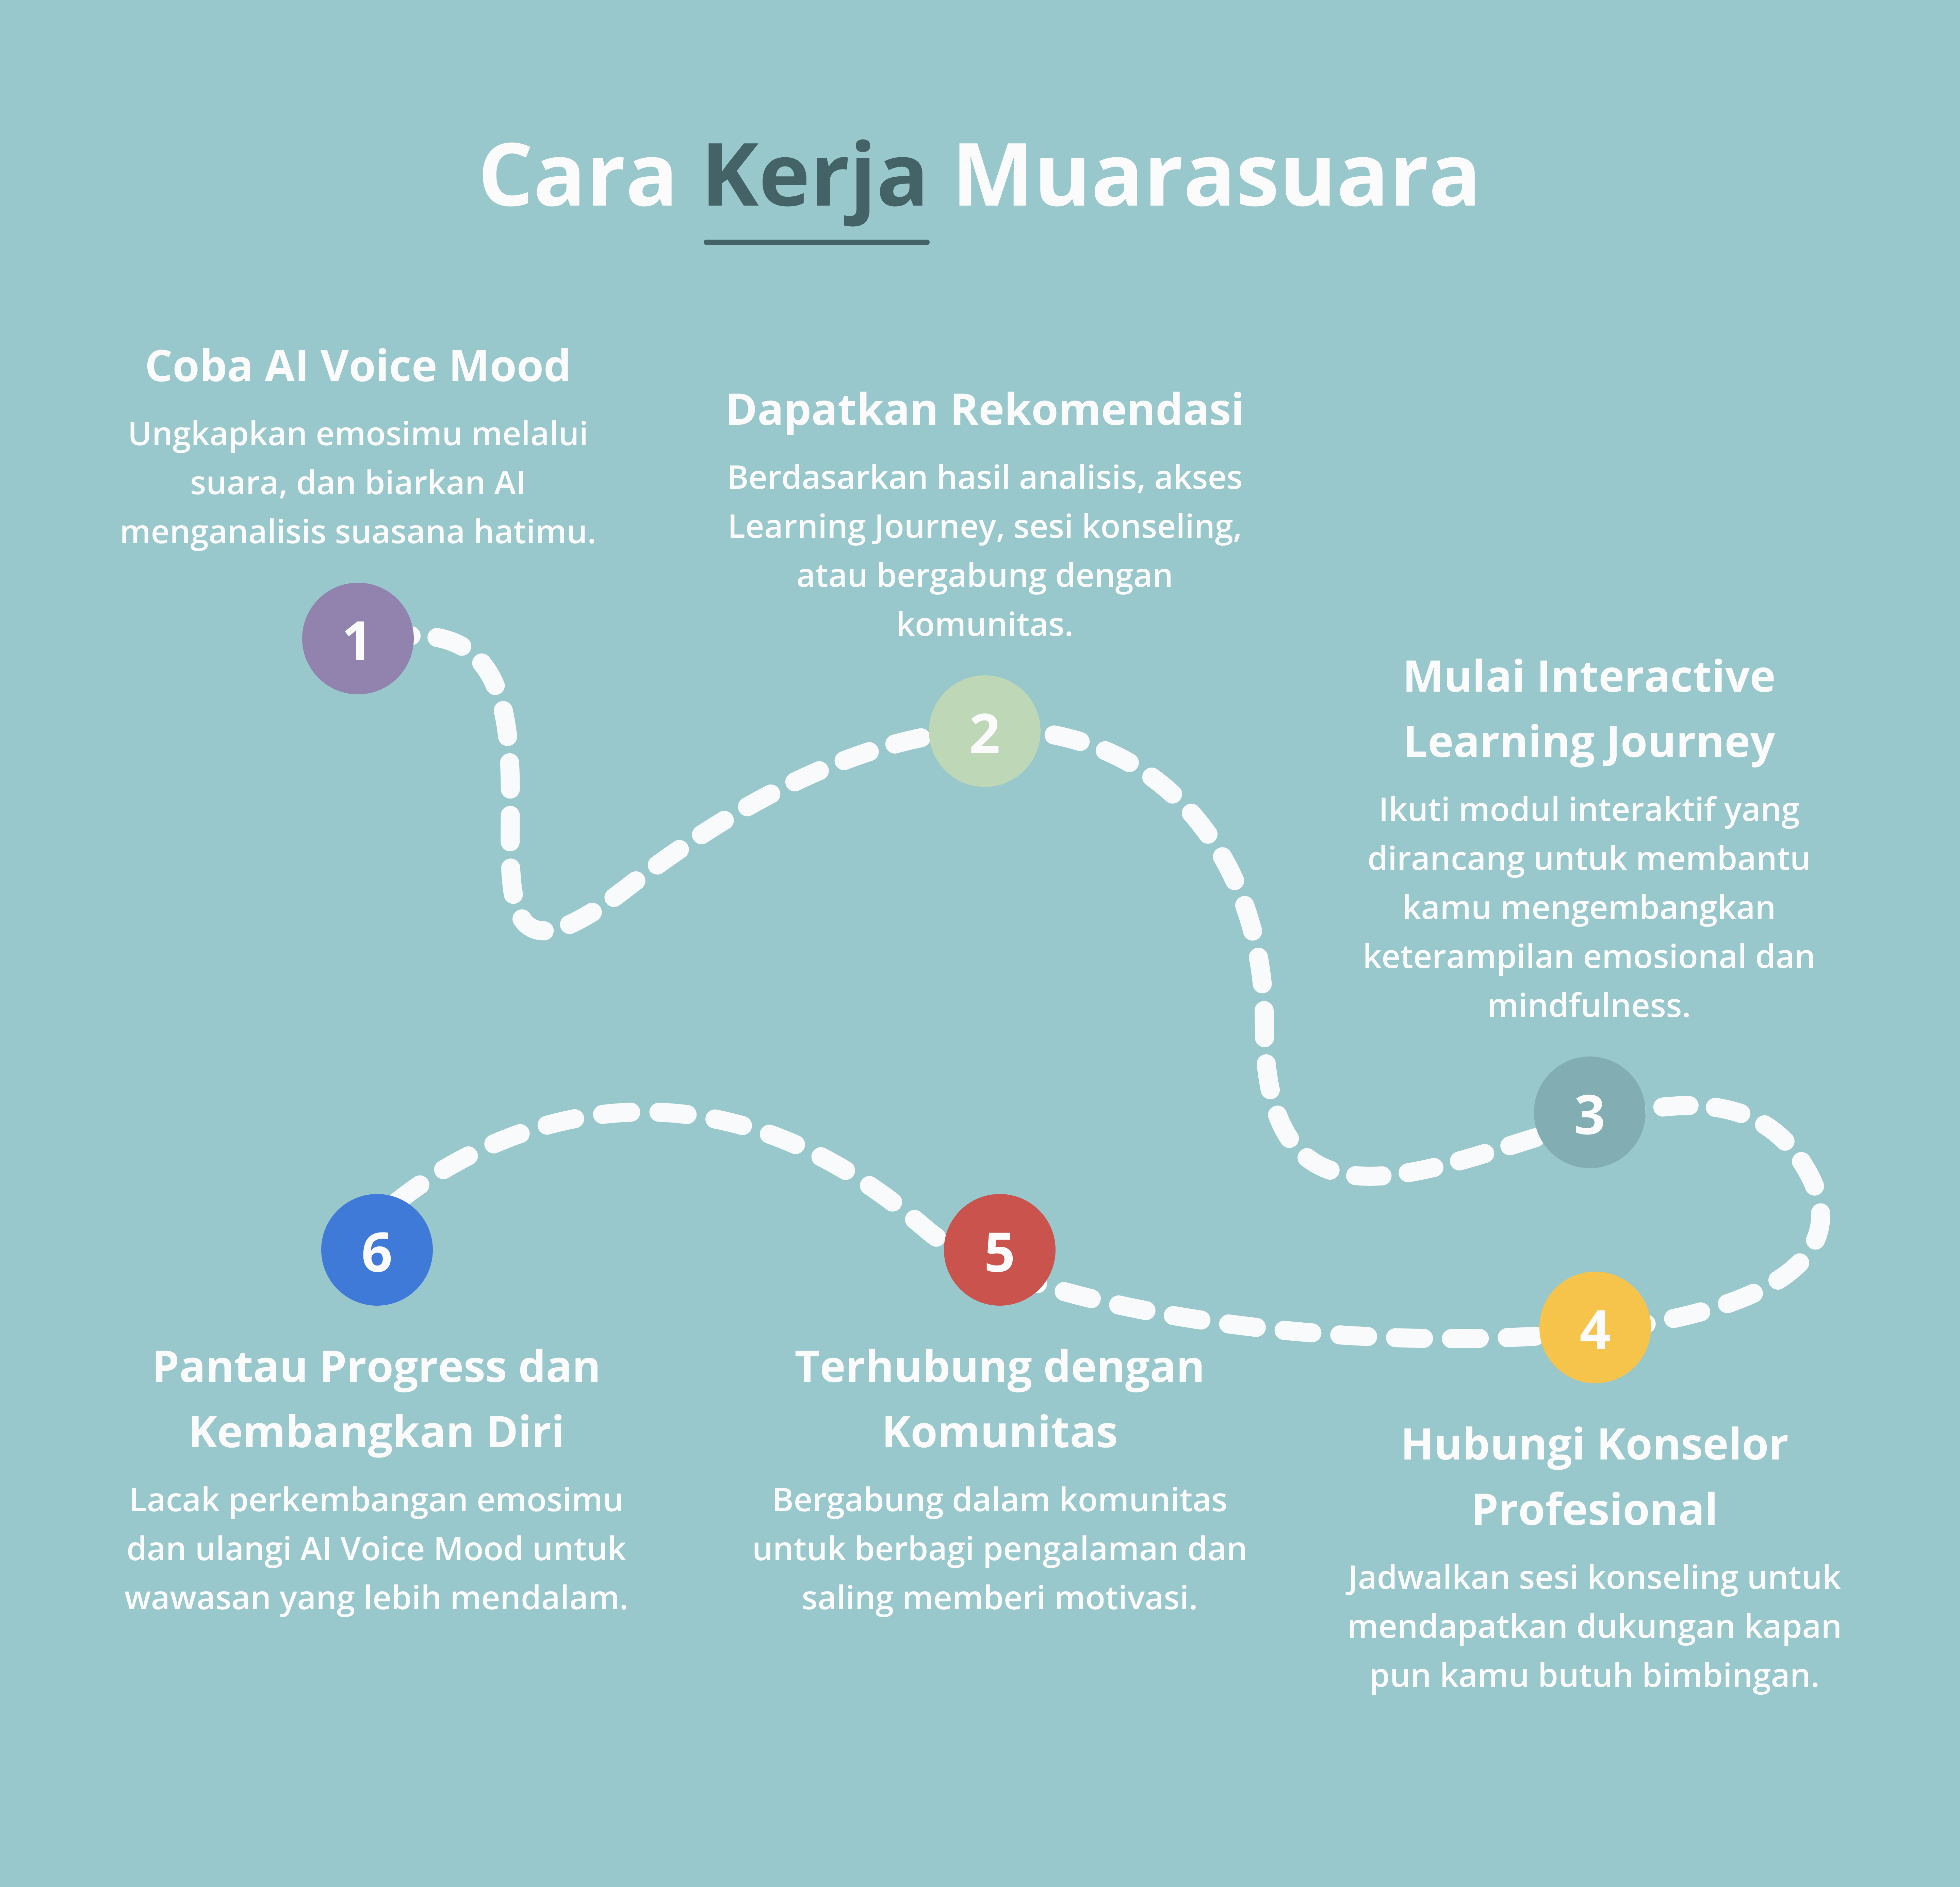 Cara Kerja Muarasuara
Coba AI Voice Mood
Ungkapkan emosimu melalui
suara, dan biarkan AI
menganalisis suasana hatimu.
1
Dapatkan Rekomendasi
Berdasarkan hasil analisis, akses
Learning Journey, sesi konseling,
atau bergabung dengan
komunitas.
2
Mulai Interactive
Learning Journey
Ikuti modul interaktif yang
dirancang untuk membantu
kamu mengembangkan
keterampilan emosional dan
mindfulness.
3
4
Hubungi Konselor
Profesional
Jadwalkan sesi konseling untuk
mendapatkan dukungan kapan
pun kamu butuh bimbingan.
5
Terhubung dengan
Komunitas
Bergabung dalam komunitas
untuk berbagi pengalaman dan
saling memberi motivasi.
6
Pantau Progress dan
Kembangkan Diri
Lacak perkembangan emosimu
dan ulangi AI Voice Mood untuk
wawasan yang lebih mendalam.